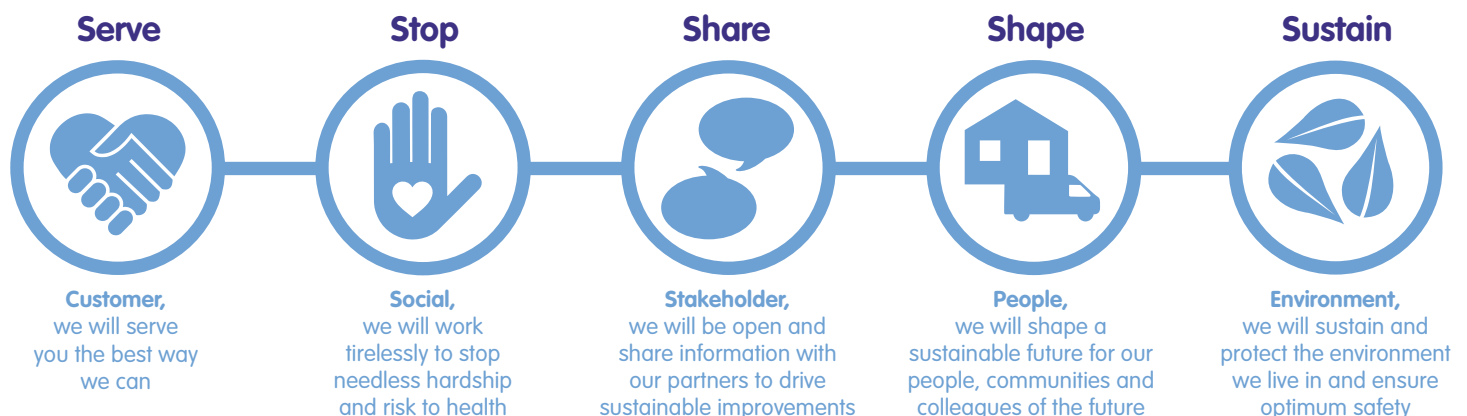 Serve
Customer,
we will serve
you the best way
we can
Stop
Social,
we will work
tirelessly to stop
needless hardship
and risk to health
Share
Stakeholder,
we will be open and
share information with
our partners to drive
sustainable improvements
Shape
People,
we will shape a
sustainable future for our
people, communities and
colleagues of the future
Sustain
Environment,
we will sustain and
protect the environment
we live in and ensure
optimum safety